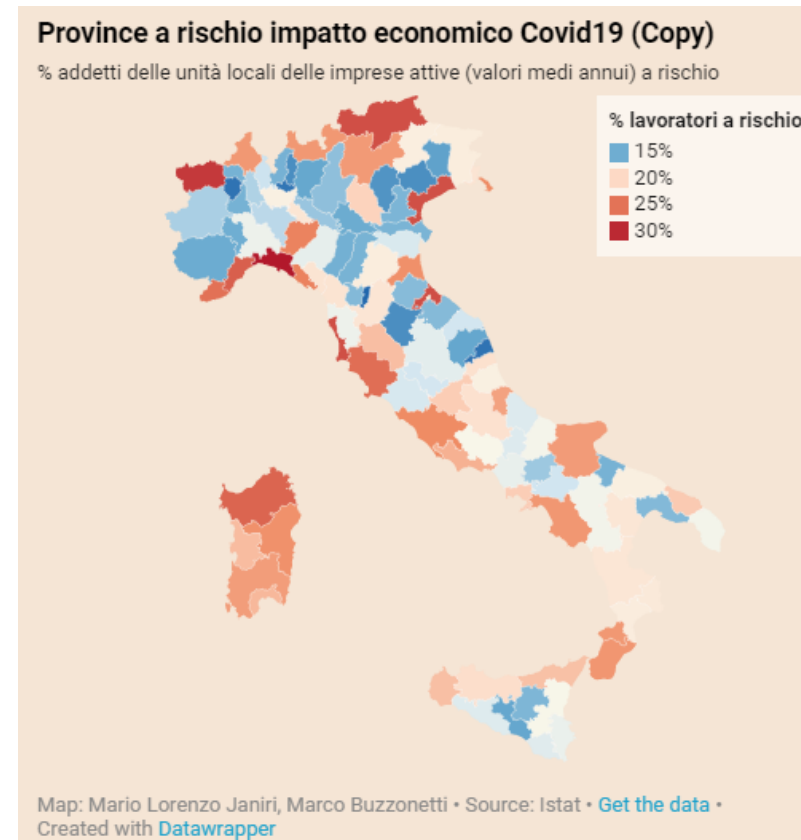 Province a rischio impatto economico Covid19 (Copy)
% addetti delle unità locali delle imprese attive (valori medi annui) a rischio
% lavoratori a rischio
15%
20%
25%
30%
Map: Mario Lorenzo Janiri, Marco Buzzonetti • Source: Istat • Get the data •
Created with Datawrapper